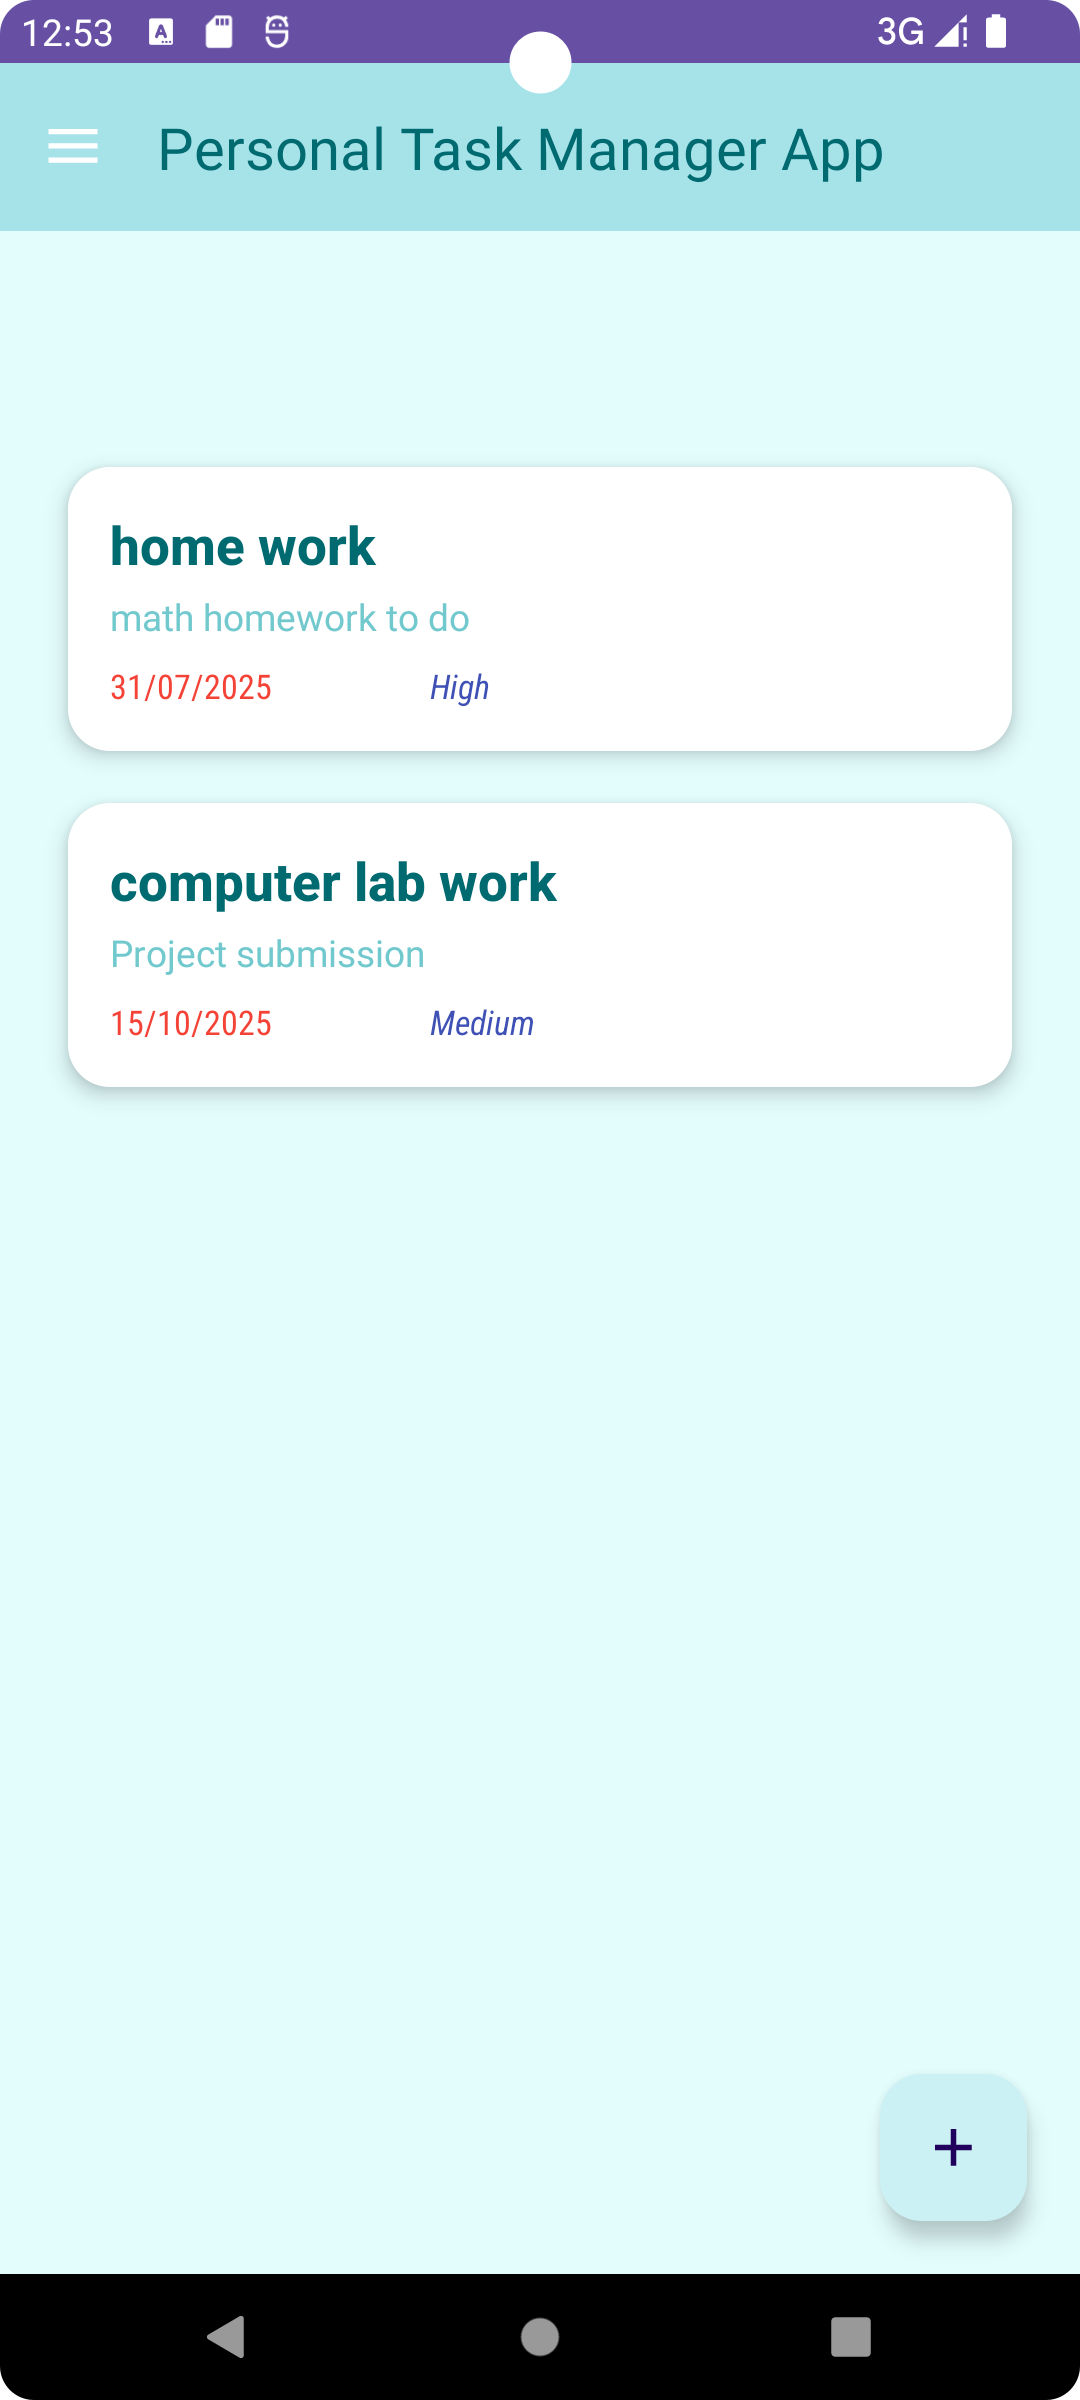 12:53 3G
Personal Task Manager App
home work
math homework to do
31/07/2025 High
computer lab work
Project submission
15/10/2025 Medium
+